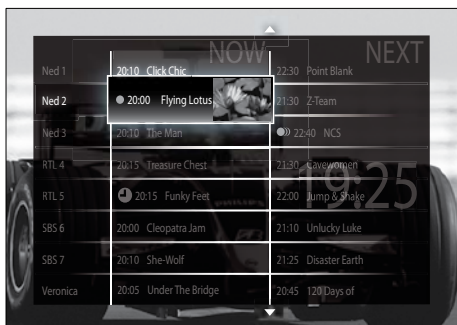 NOW NEXT
Ned 1 20:10 Click Chic 22:30 Point Blank
Ned 2 20:00 Flying Lotus 21:30 Z-Team
Ned 3 20:10 The Man 22:40 NCS
RTL 4 20:15 Treasure Chest 21:30 Cavewomen
19:25
RTL 5 20:15 Funky Feet 22:00 Jump & Shake
PHILIPS
SBS 6 20:00 Cleopatra Jam 21:10 Unlucky Luke
SBS 7 20:10 She-Wolf 21:25 Disaster Earth
Veronica 20:05 Under The Bridge 20:45 120 Days of